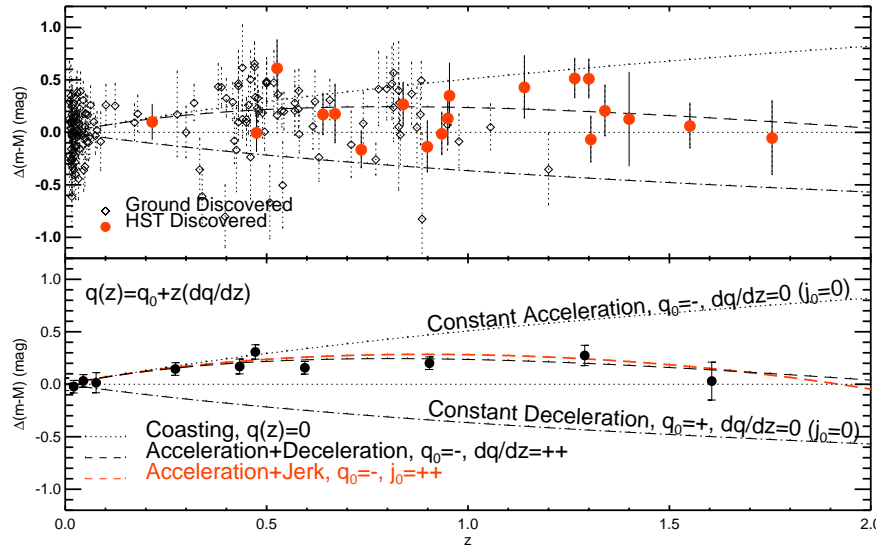 1.0
0.5
0.0
-0.5
-1.0
Δ(m-M) (mag)
Ground Discovered
HST Discovered
1.0
0.5
0.0
-0.5
-1.0
Δ(m-M) (mag)
q(z)=q₀+z(dq/dz)
Constant Acceleration, q₀=-, dq/dz=0 (j₀=0)
Constant Deceleration, q₀=+, dq/dz=0 (j₀=0)
Coasting, q(z)=0
Acceleration+Deceleration, q₀=-, dq/dz=++
Acceleration+Jerk, q₀=-, j₀=++
0.0 0.5 1.0 1.5 2.0
z